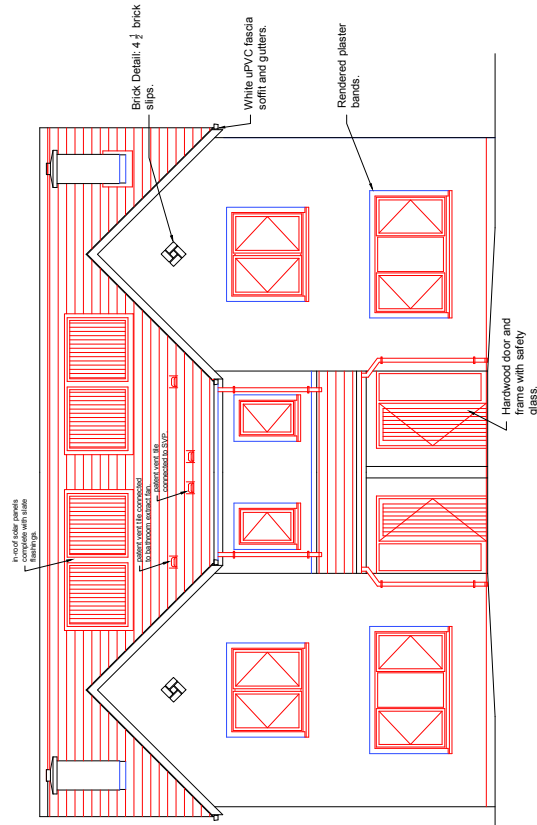 in-roof solar panels
complete with slate
flashings.
patent vent tile connected
to bathroom extract fan.
patent vent tile
connected to SVP
Brick Detail: 4 ½ brick
slips.
White uPVC fascia
soffit and gutters.
Rendered plaster
bands.
Hardwood door and
frame with safety
glass.